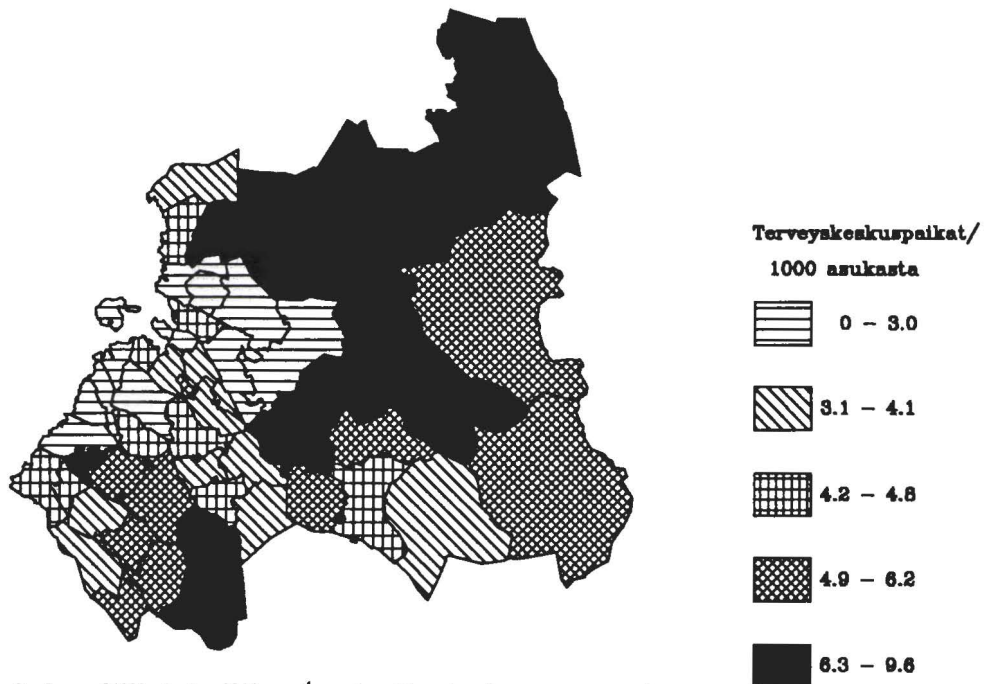 Terveyskeskuspaikat/
1000 asukasta
0 - 3.0
3.1 - 4.1
4.2 - 4.8
4.9 - 6.2
6.3 - 9.6